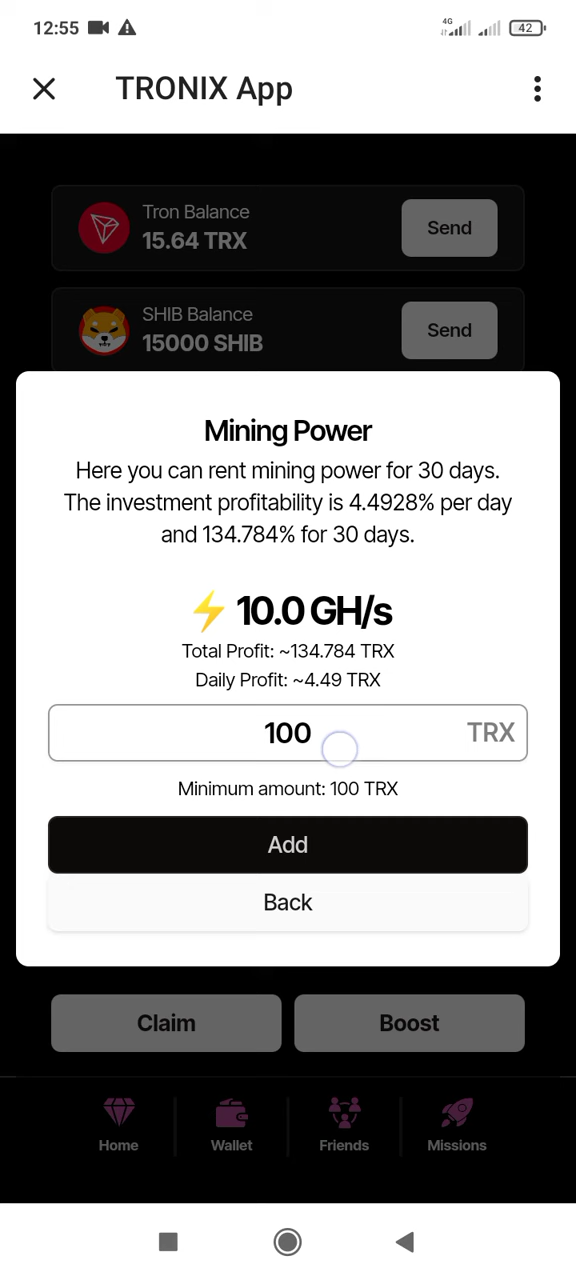 12:55
4G
42
TRONIX App
Tron Balance
15.64 TRX
Send
SHIB Balance
15000 SHIB
Send
Mining Power
Here you can rent mining power for 30 days.
The investment profitability is 4.4928% per day
and 134.784% for 30 days.
⚡ 10.0 GH/s
Total Profit: ~134.784 TRX
Daily Profit: ~4.49 TRX
100 TRX
Minimum amount: 100 TRX
Add
Back
Claim
Boost
Home
Wallet
Friends
Missions